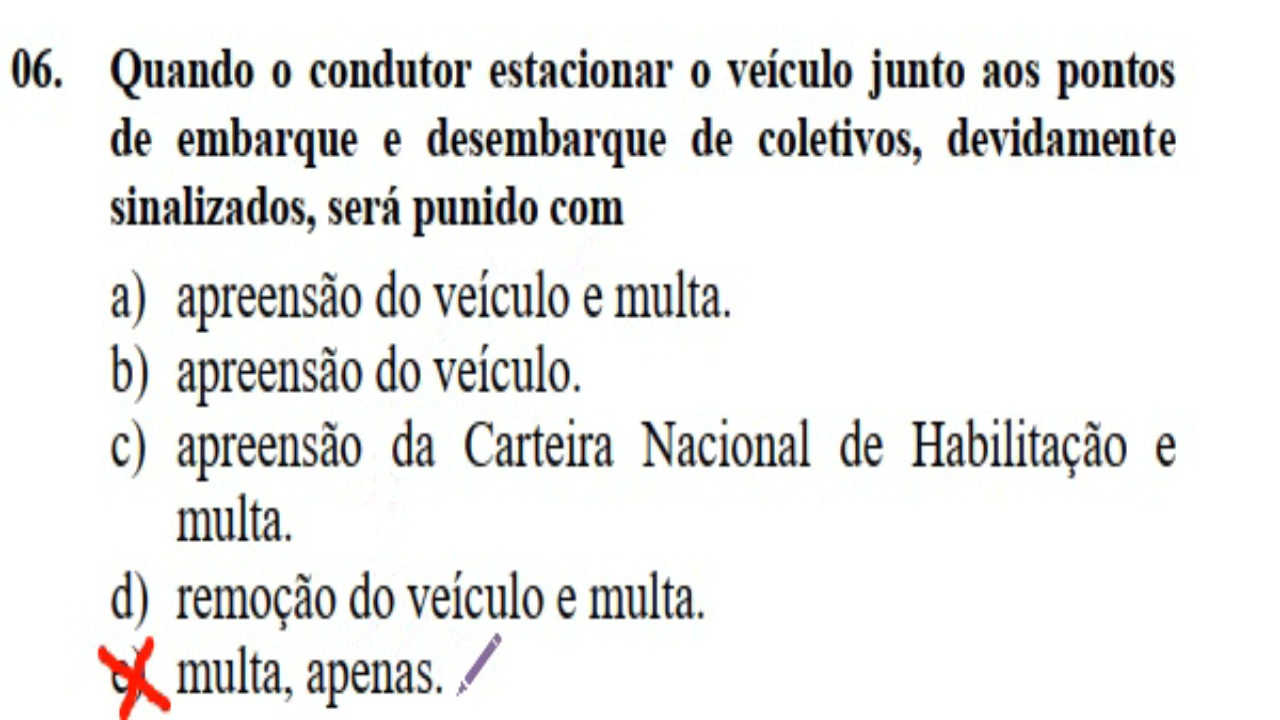 06. Quando o condutor estacionar o veículo junto aos pontos
de embarque e desembarque de coletivos, devidamente
sinalizados, será punido com
a) apreensão do veículo e multa.
b) apreensão do veículo.
c) apreensão da Carteira Nacional de Habilitação e
multa.
d) remoção do veículo e multa.
e) multa, apenas.